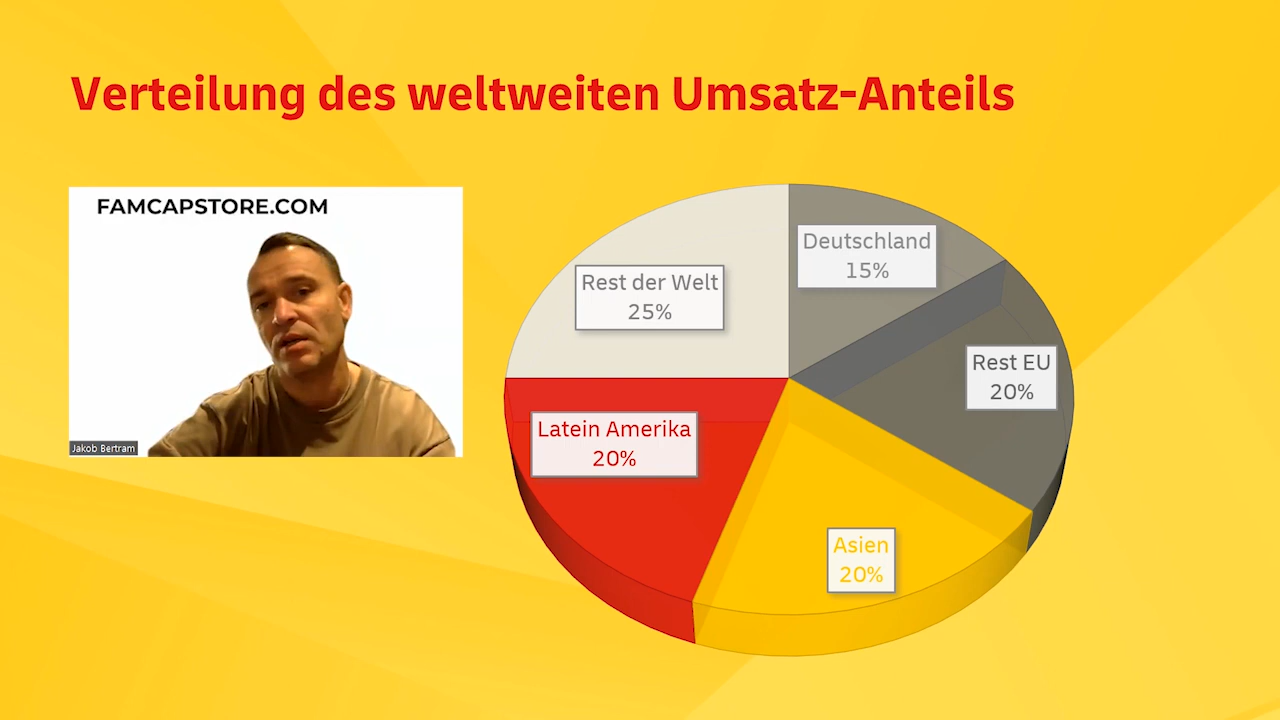 Verteilung des weltweiten Umsatz-Anteils
FAMCAPSTORE.COM
Jakob Bertram
Deutschland
15%
Rest der Welt
25%
Rest EU
20%
Latein Amerika
20%
Asien
20%